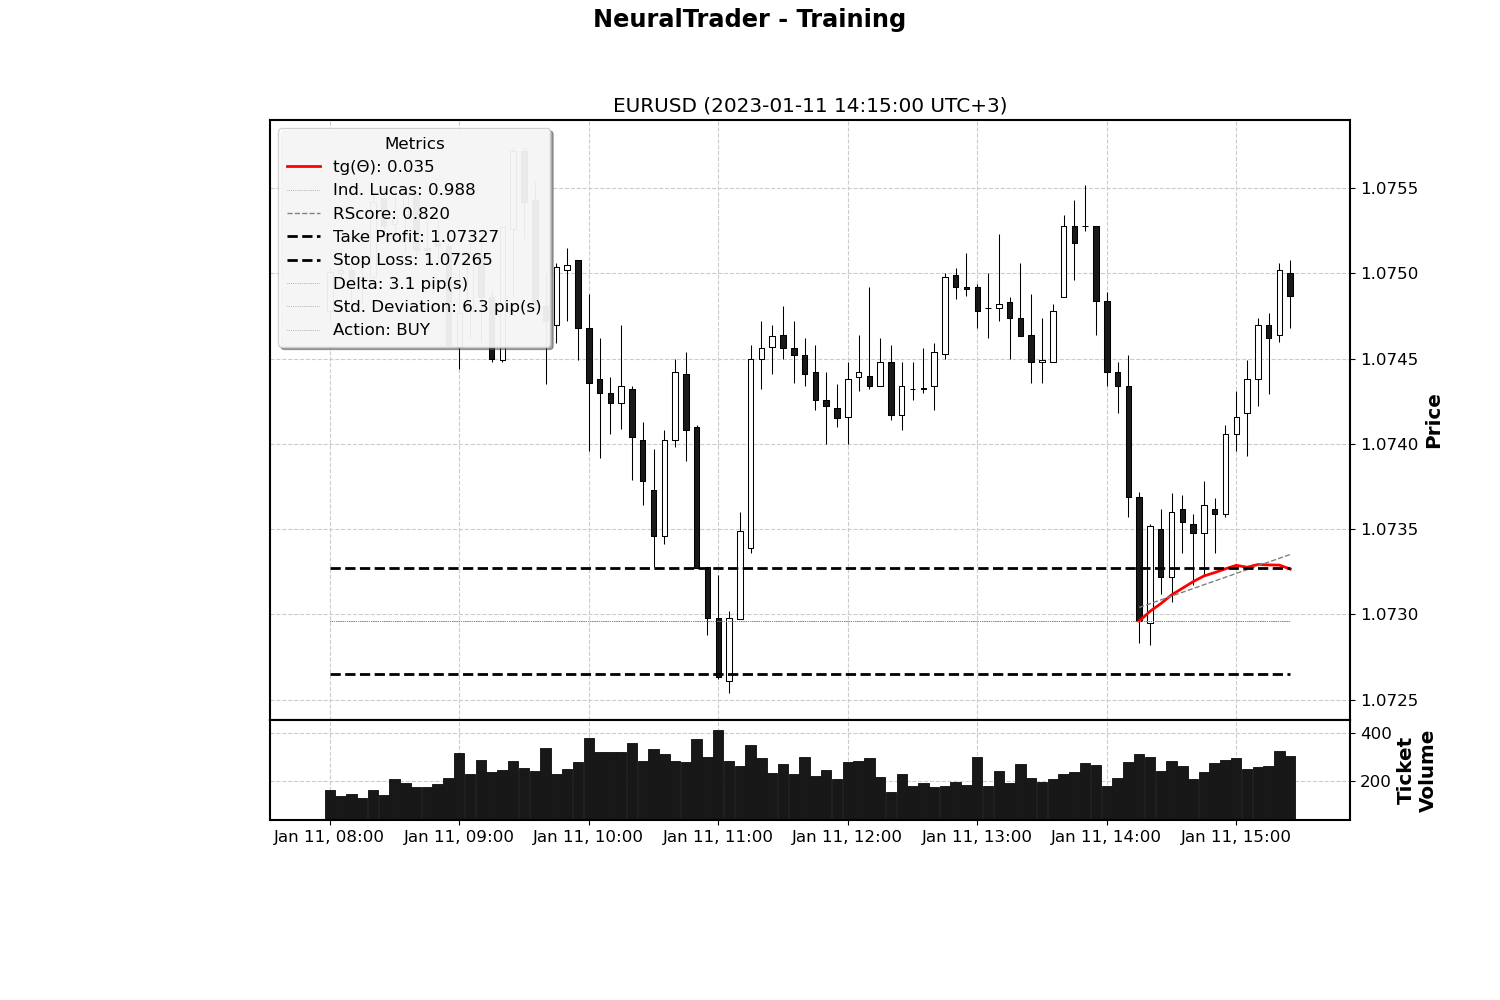 NeuralTrader - Training
EURUSD (2023-01-11 14:15:00 UTC+3)
Metrics
tg(Θ): 0.035
Ind. Lucas: 0.988
RScore: 0.820
Take Profit: 1.07327
Stop Loss: 1.07265
Delta: 3.1 pip(s)
Std. Deviation: 6.3 pip(s)
Action: BUY
1.0755
1.0750
1.0745
1.0740
1.0735
1.0730
1.0725
Price
400
200
Ticket
Volume
Jan 11, 08:00
Jan 11, 09:00
Jan 11, 10:00
Jan 11, 11:00
Jan 11, 12:00
Jan 11, 13:00
Jan 11, 14:00
Jan 11, 15:00